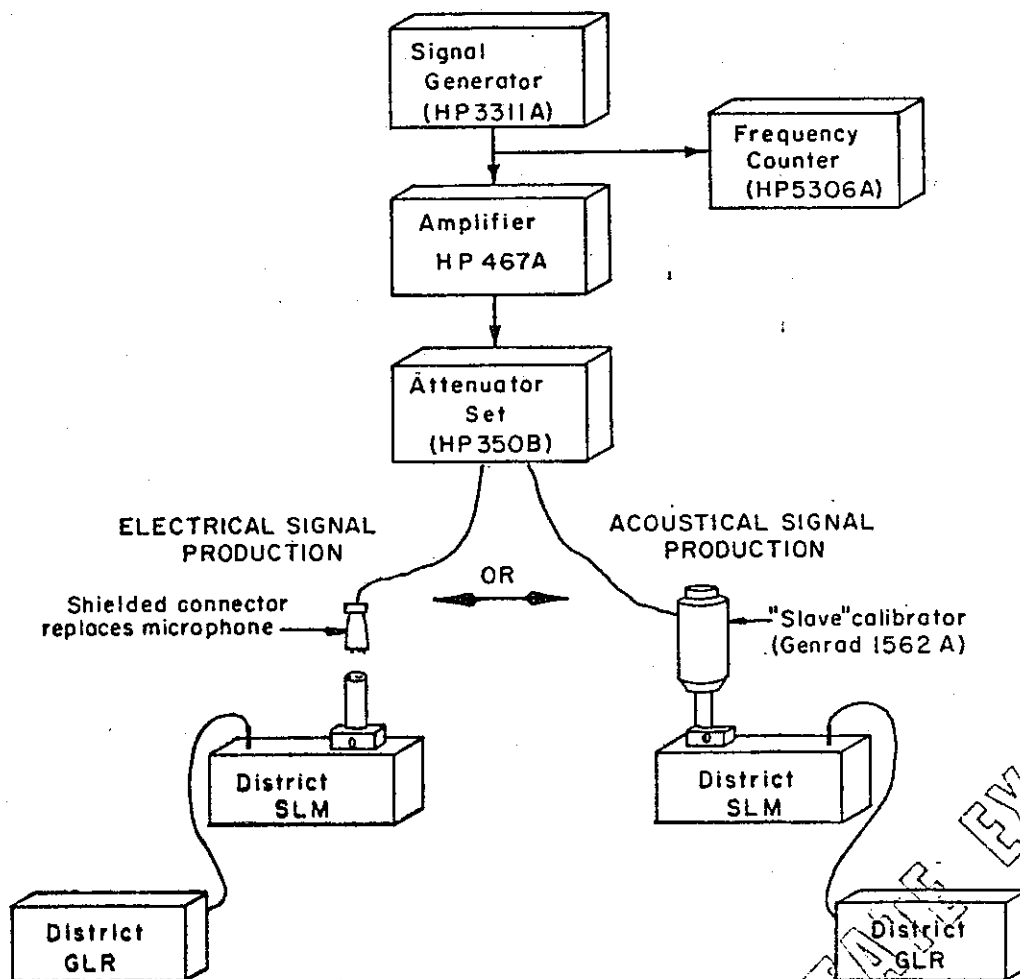 Signal
Generator
(HP3311A)
Frequency
Counter
(HP5306A)
Amplifier
HP 467A
Attenuator
Set
(HP350B)
ELECTRICAL SIGNAL
PRODUCTION
ACOUSTICAL SIGNAL
PRODUCTION
OR
Shielded connector
replaces microphone
"Slave" calibrator
(Genrad 1562 A)
District
SLM
District
SLM
District
GLR
District
GLR